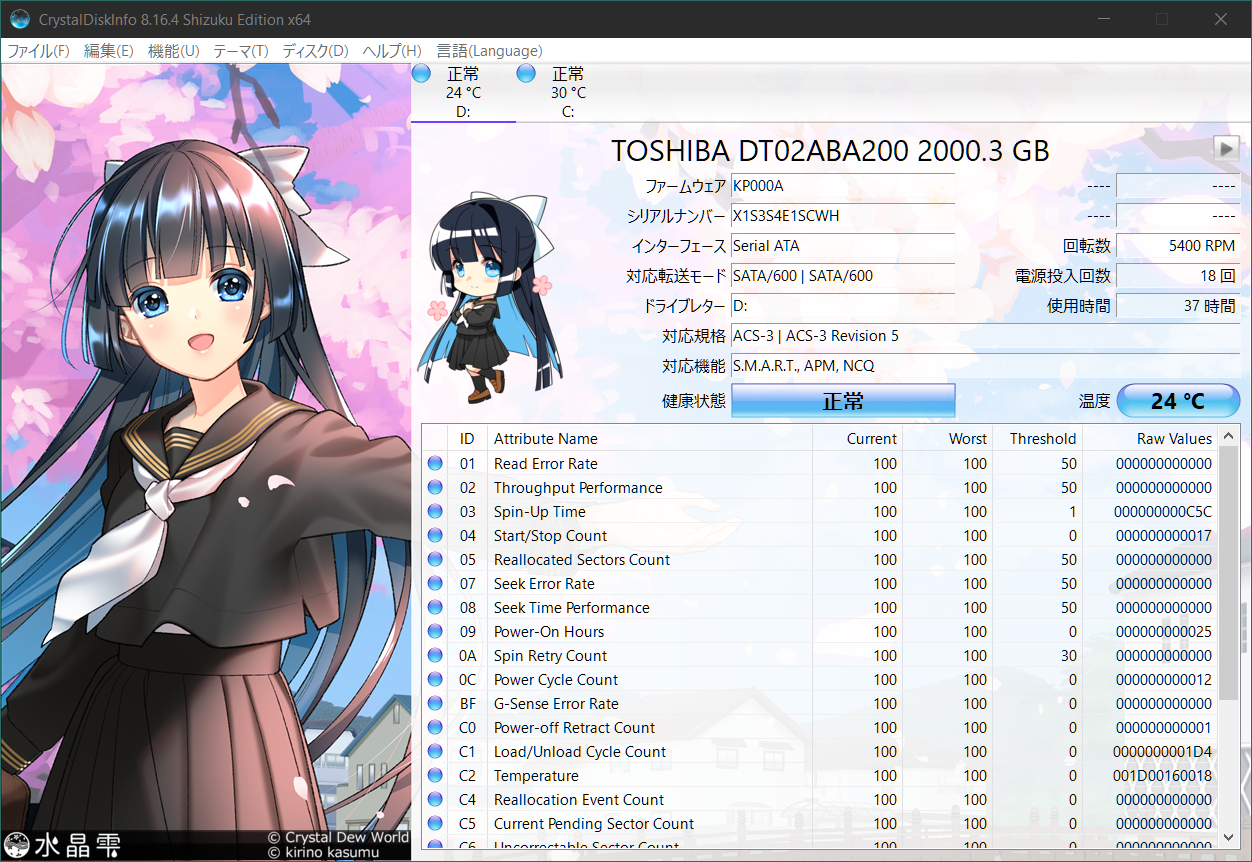 CrystalDiskInfo 8.16.4 Shizuku Edition x64
ファイル(F) 編集(E) 機能(U) テーマ(T) ディスク(D) ヘルプ(H) 言語(Language)
正常 正常
24 °C 30 °C
D: C:
TOSHIBA DT02ABA200 2000.3 GB
ファームウェア KP000A ---- ----
シリアルナンバー X1S3S4E1SCWH ---- ----
インターフェース Serial ATA 回転数 5400 RPM
対応転送モード SATA/600 | SATA/600 電源投入回数 18 回
ドライブレター D: 使用時間 37 時間
対応規格 ACS-3 | ACS-3 Revision 5
対応機能 S.M.A.R.T., APM, NCQ
健康状態 正常 温度 24 °C
ID Attribute Name Current Worst Threshold Raw Values
01 Read Error Rate 100 100 50 000000000000
02 Throughput Performance 100 100 50 000000000000
03 Spin-Up Time 100 100 1 000000000C5C
04 Start/Stop Count 100 100 0 000000000017
05 Reallocated Sectors Count 100 100 50 000000000000
07 Seek Error Rate 100 100 50 000000000000
08 Seek Time Performance 100 100 50 000000000000
09 Power-On Hours 100 100 0 000000000025
0A Spin Retry Count 100 100 30 000000000000
0C Power Cycle Count 100 100 0 000000000012
BF G-Sense Error Rate 100 100 0 000000000000
C0 Power-off Retract Count 100 100 0 000000000001
C1 Load/Unload Cycle Count 100 100 0 0000000001D4
C2 Temperature 100 100 0 001D00160018
C4 Reallocation Event Count 100 100 0 000000000000
C5 Current Pending Sector Count 100 100 0 000000000000
C6 Uncorrectable Sector Count 100 100 0 000000000000
水晶雫
© Crystal Dew World
© kirino kasumu